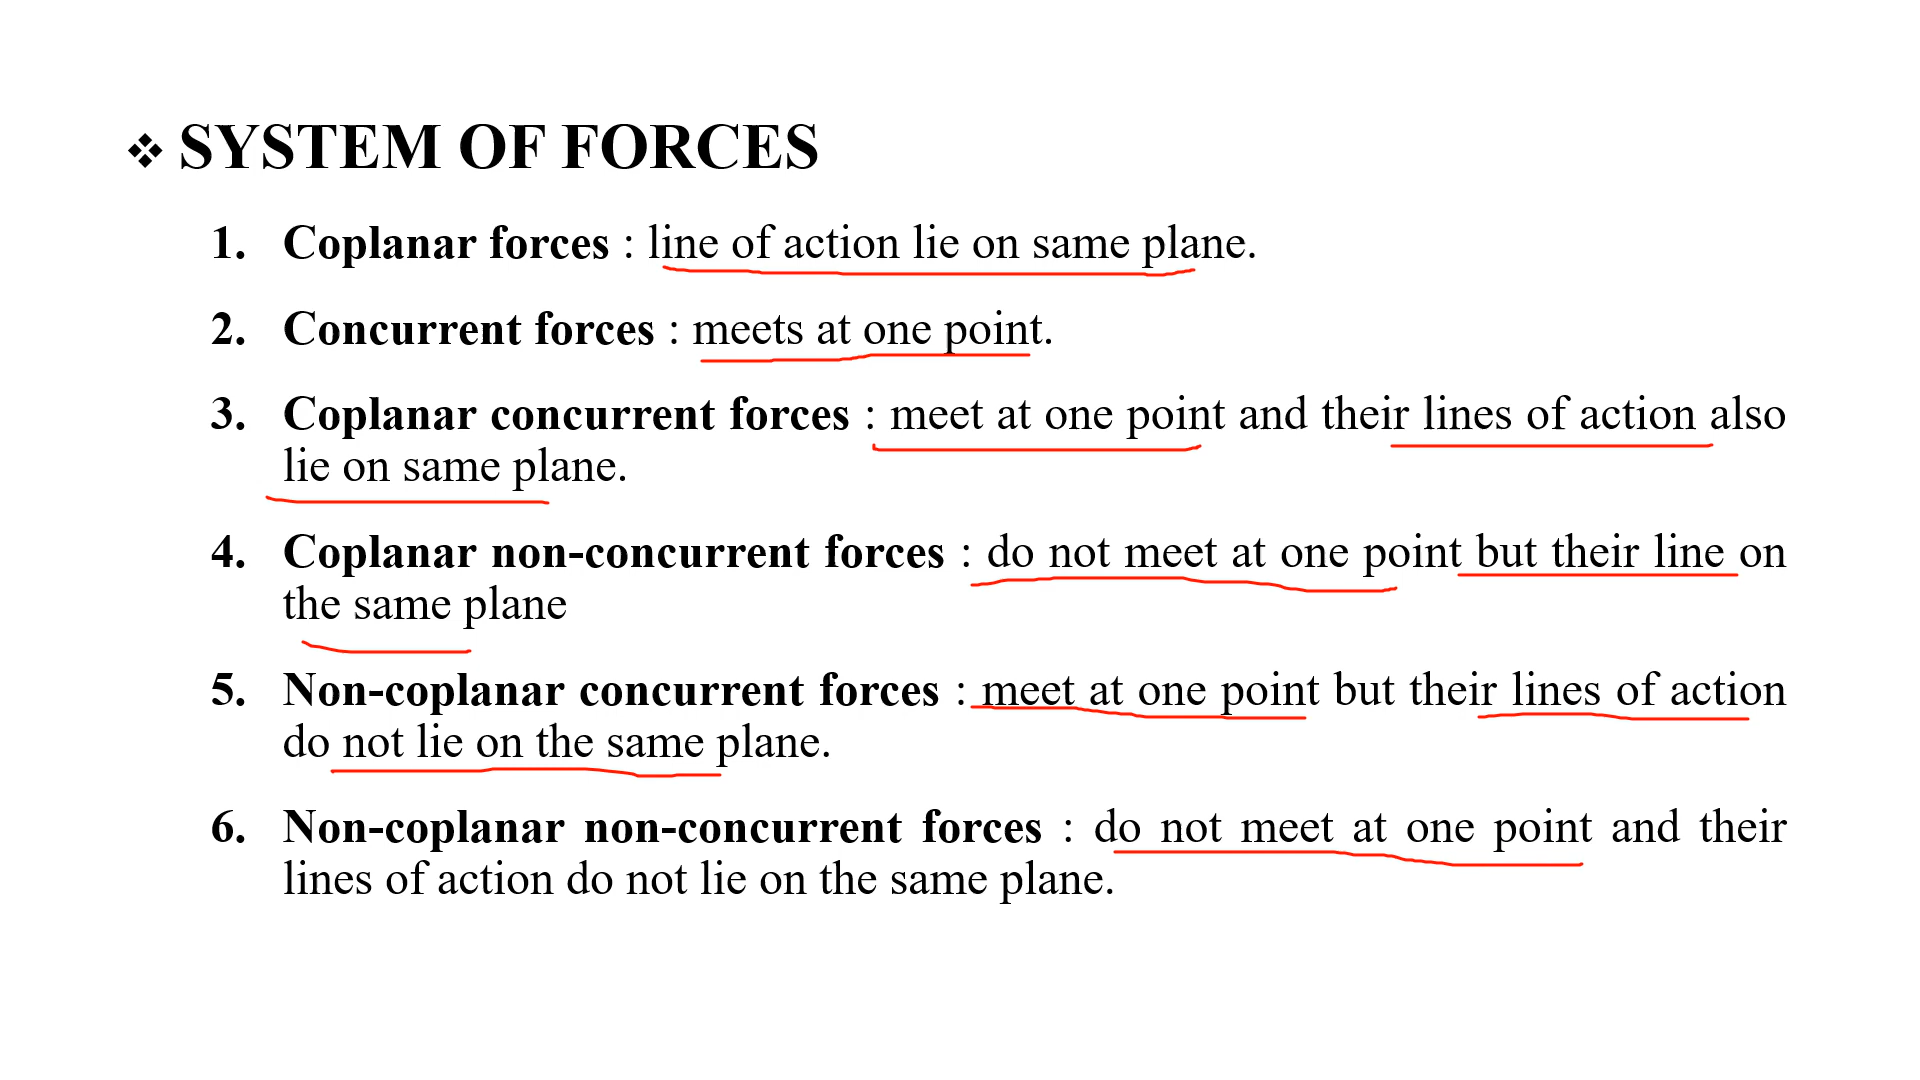 ❖ SYSTEM OF FORCES
1. Coplanar forces : line of action lie on same plane.
2. Concurrent forces : meets at one point.
3. Coplanar concurrent forces : meet at one point and their lines of action also
lie on same plane.
4. Coplanar non-concurrent forces : do not meet at one point but their line on
the same plane
5. Non-coplanar concurrent forces : meet at one point but their lines of action
do not lie on the same plane.
6. Non-coplanar non-concurrent forces : do not meet at one point and their
lines of action do not lie on the same plane.